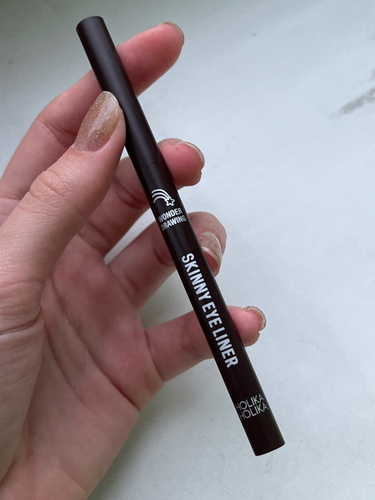 WONDER
DRAWING
SKINNY EYE LINER
HOLIKA
HOLIKA